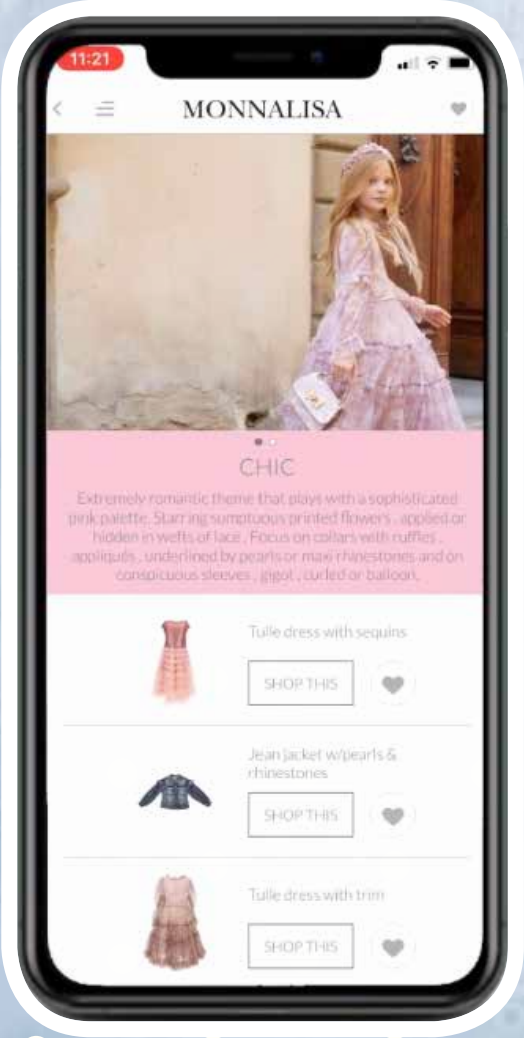 11:21
MONNALISA
CHIC
Extremely romantic theme that plays with a sophisticated
pink palette. Starring sumptuous printed flowers , applied or
hidden in wefts of lace . Focus on collars with ruffles ,
appliqués , underlined by pearls or maxi rhinestones and on
conspicuous sleeves , gigot , curled or balloon.
Tulle dress with sequins
SHOP THIS
Jean jacket w/pearls &
rhinestones
SHOP THIS
Tulle dress with trim
SHOP THIS